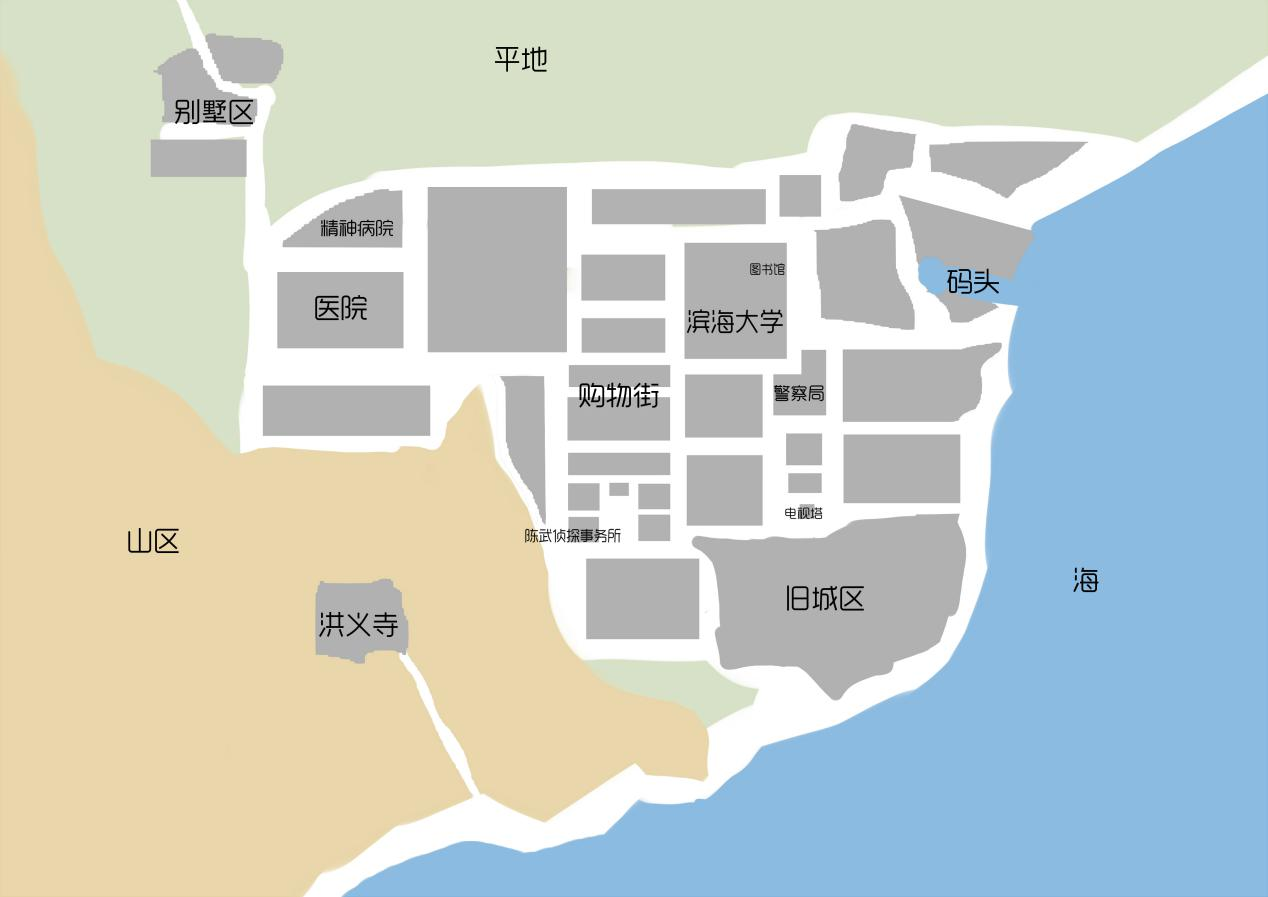 平地
别墅区
精神病院
图书馆
码头
医院
滨海大学
购物街
警察局
电视塔
陈武侦探事务所
山区
海
旧城区
洪义寺